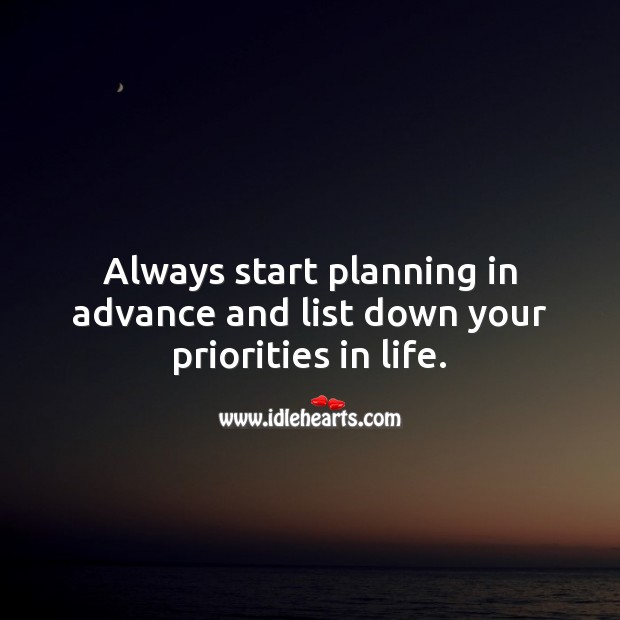 Always start planning in
advance and list down your
priorities in life.
www.idlehearts.com